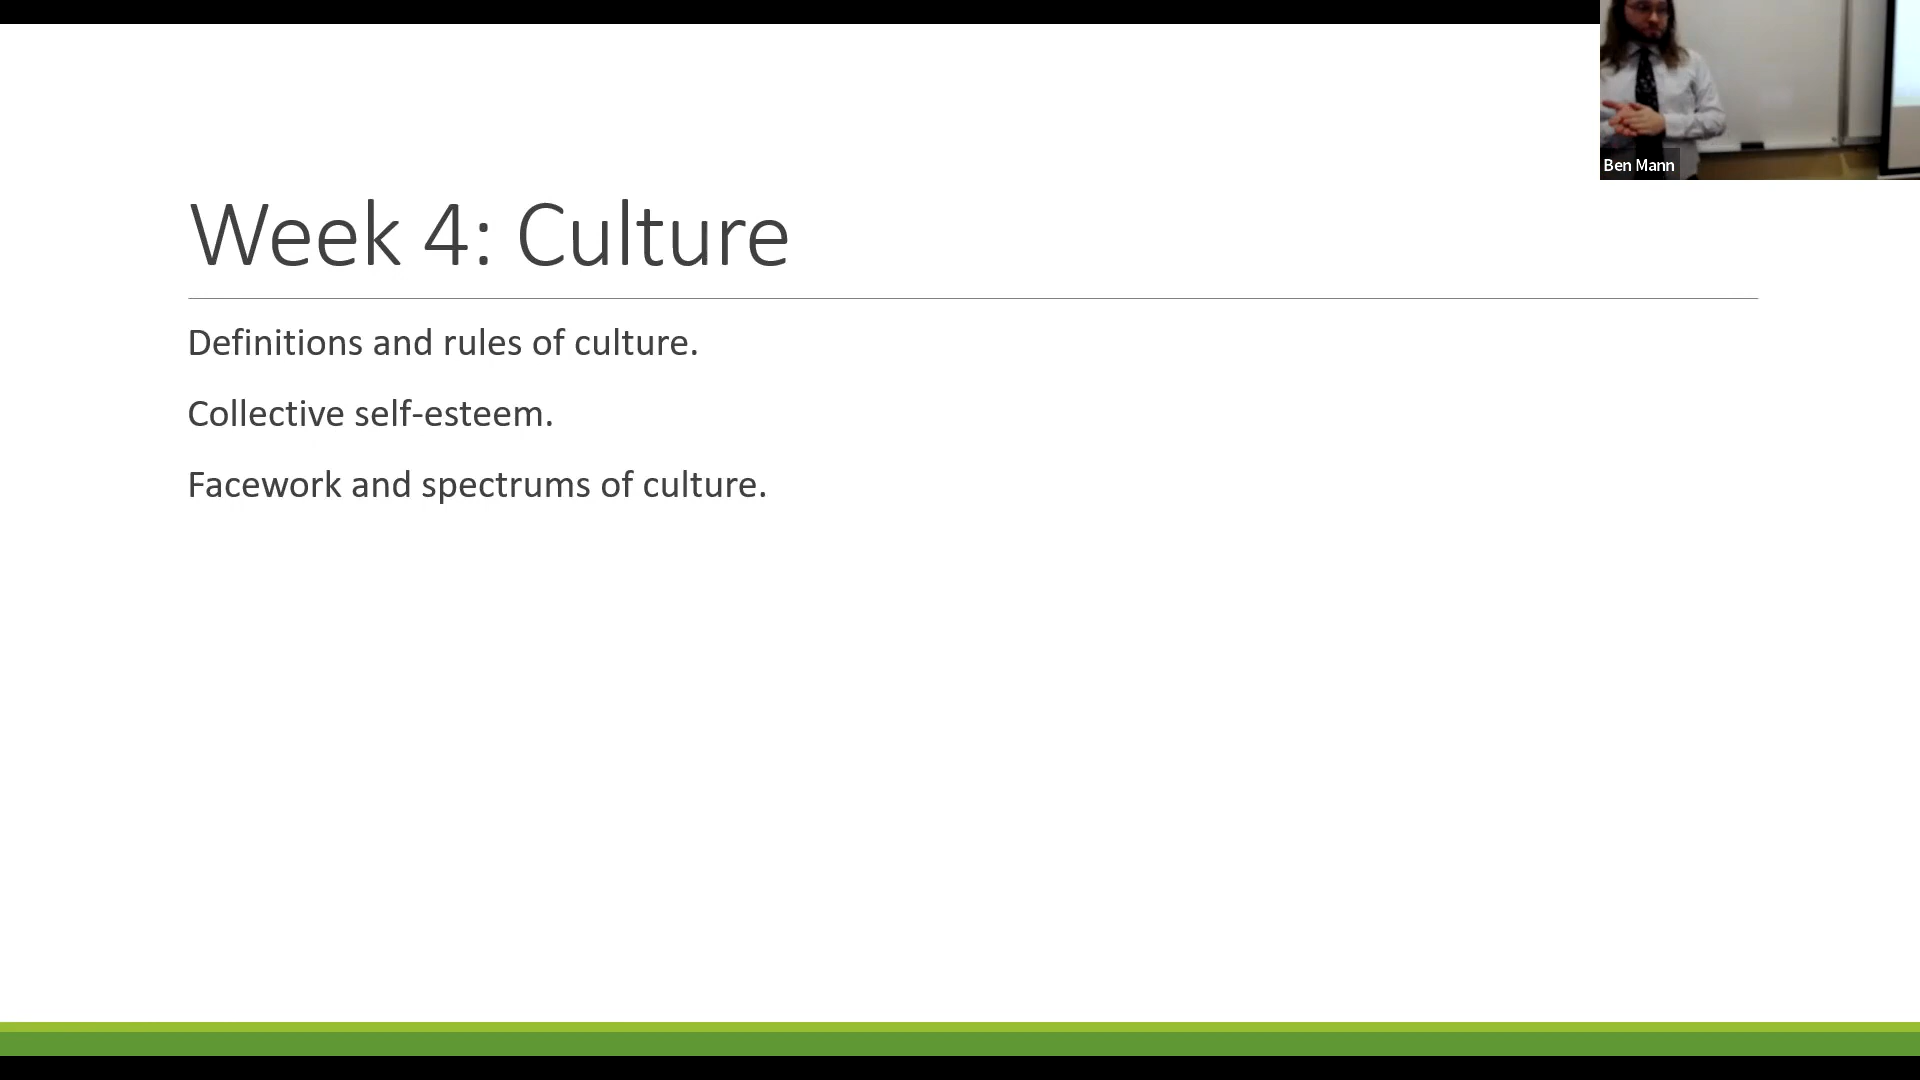 Week 4: Culture
Definitions and rules of culture.
Collective self-esteem.
Facework and spectrums of culture.
Ben Mann